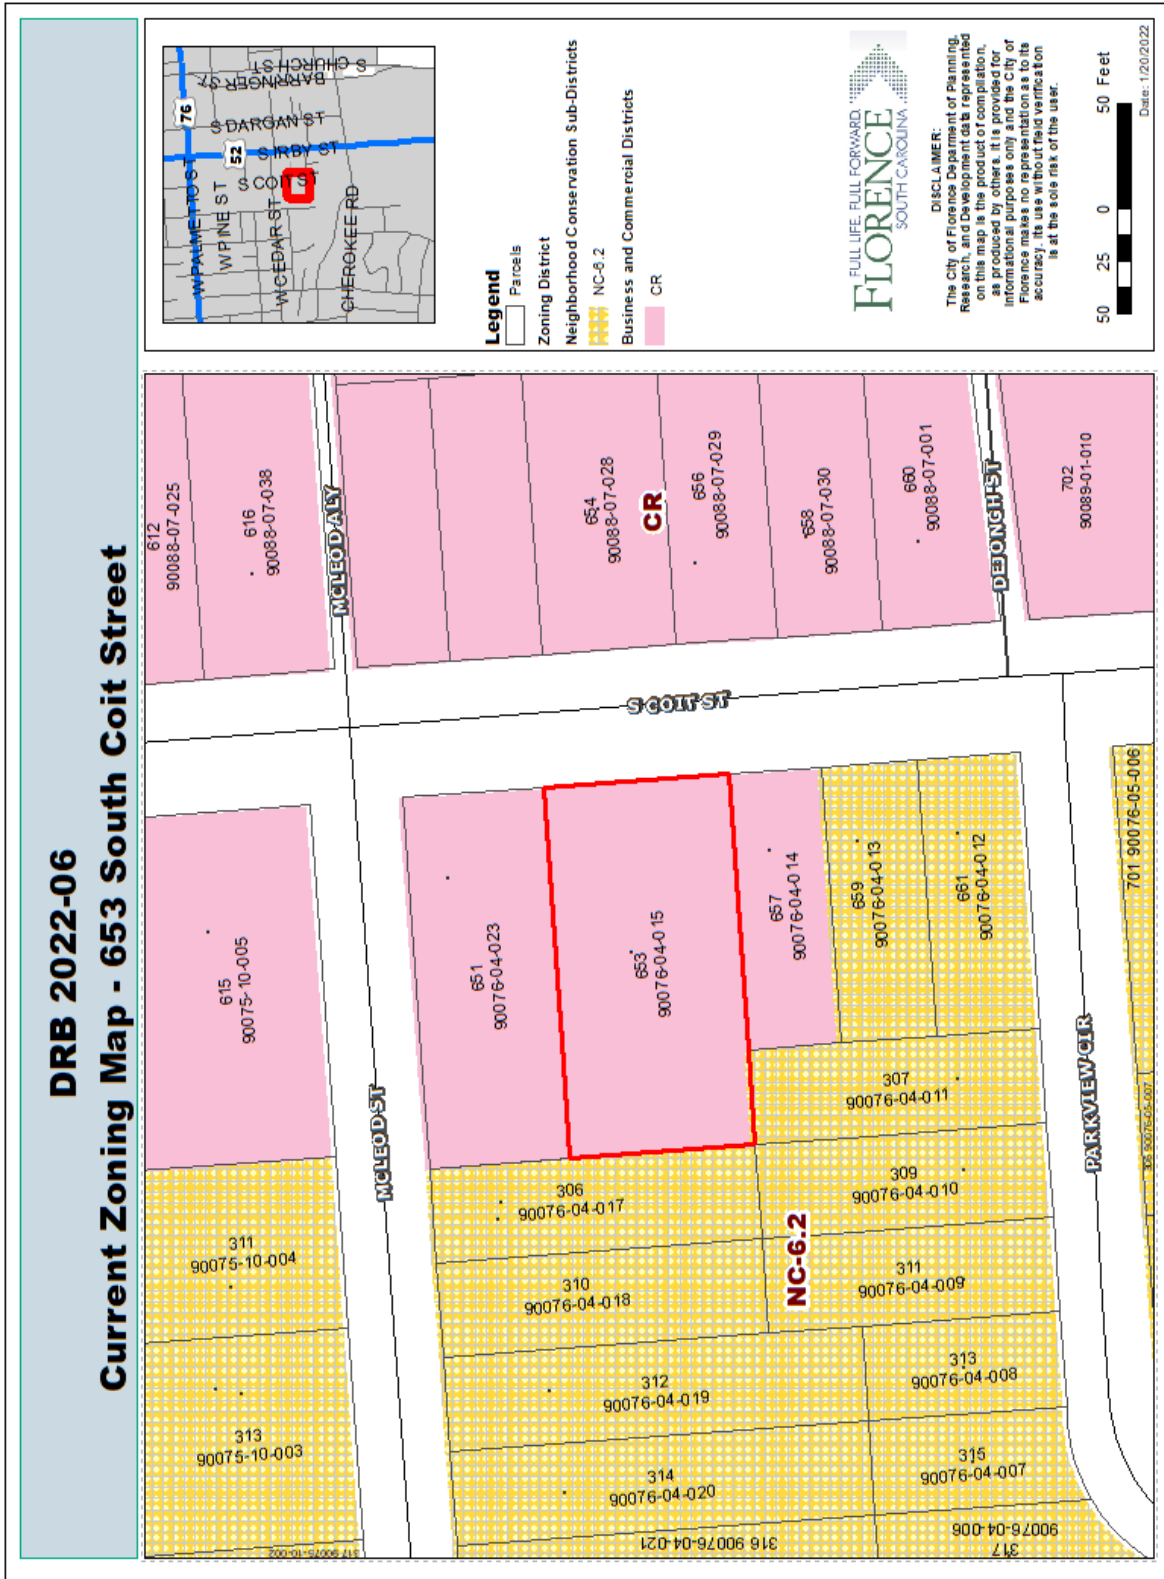 DRB 2022-06
Current Zoning Map - 653 South Coit Street
612
90088-07-025
616
90088-07-038
MCLEOD ALY
654
90088-07-028
CR
656
90088-07-029
658
90088-07-030
660
90088-07-001
DEJONGH ST
702
90089-01-010
S COIT ST
615
90075-10-005
651
90076-04-023
653
90076-04-015
657
90076-04-014
659
90076-04-013
661
90076-04-012
701 90076-05-006
MCLEOD ST
307
90076-04-011
PARKVIEW CIR
306 90076-05-007
311
90075-10-004
306
90076-04-017
309
90076-04-010
310
90076-04-018
NC-6.2
311
90076-04-009
313
90075-10-003
312
90076-04-019
313
90076-04-008
314
90076-04-020
315
90076-04-007
317 90075-10-002
316 90076-04-021
317
90076-04-006
76
52
W PALMETTO ST
W PINE ST
W CEDAR ST
CHEROKEE RD
S COIT ST
S IRBY ST
S DARGAN ST
BARRINGER ST
S CHURCH ST
Legend
Parcels
Zoning District
Neighborhood Conservation Sub-Districts
NC-6.2
Business and Commercial Districts
CR
FULL LIFE. FULL FORWARD.
FLORENCE
SOUTH CAROLINA
DISCLAIMER:
The City of Florence Deparment of Planning,
Research, and Development data represented
on this map is the product of compilation,
as produced by others. It is provided for
informational purposes only and the City of
Florence makes no representation as to its
accuracy. Its use without field verification
is at the sole risk of the user.
50 25 0 50 Feet
Date: 1/20/2022